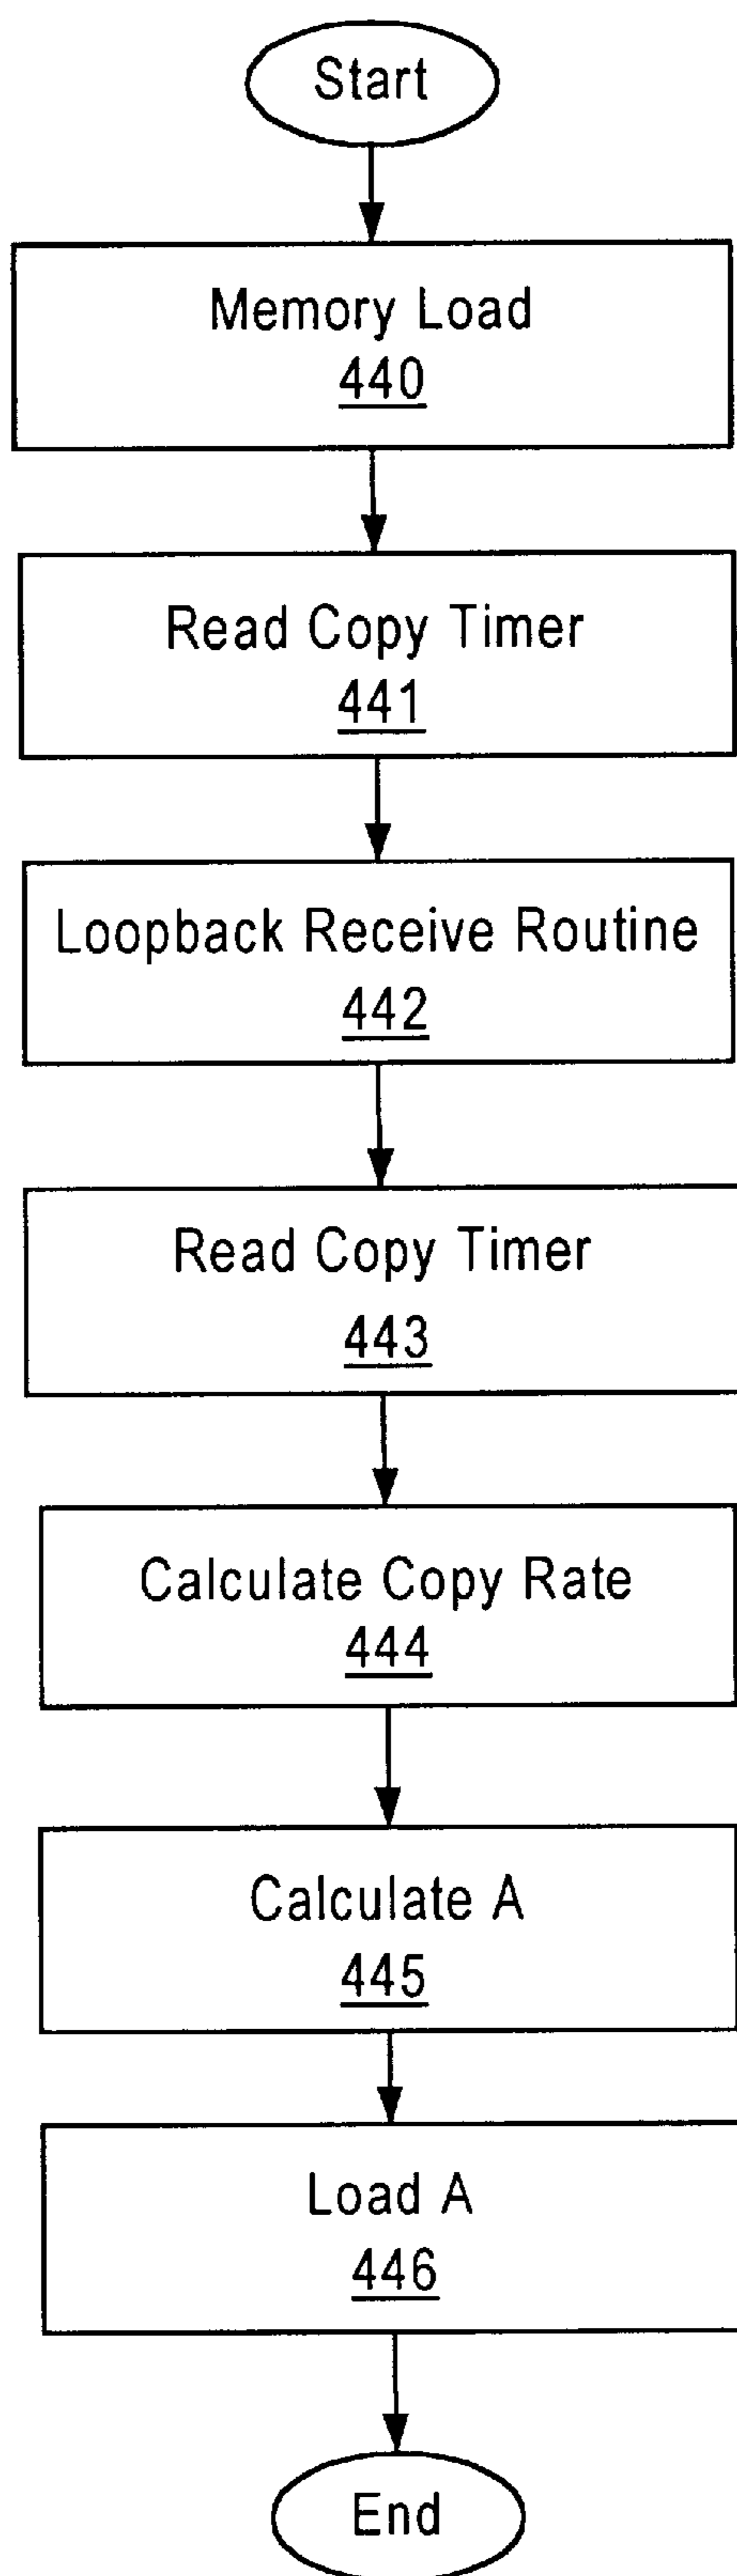 Start
Memory Load
440
Read Copy Timer
441
Loopback Receive Routine
442
Read Copy Timer
443
Calculate Copy Rate
444
Calculate A
445
Load A
446
End